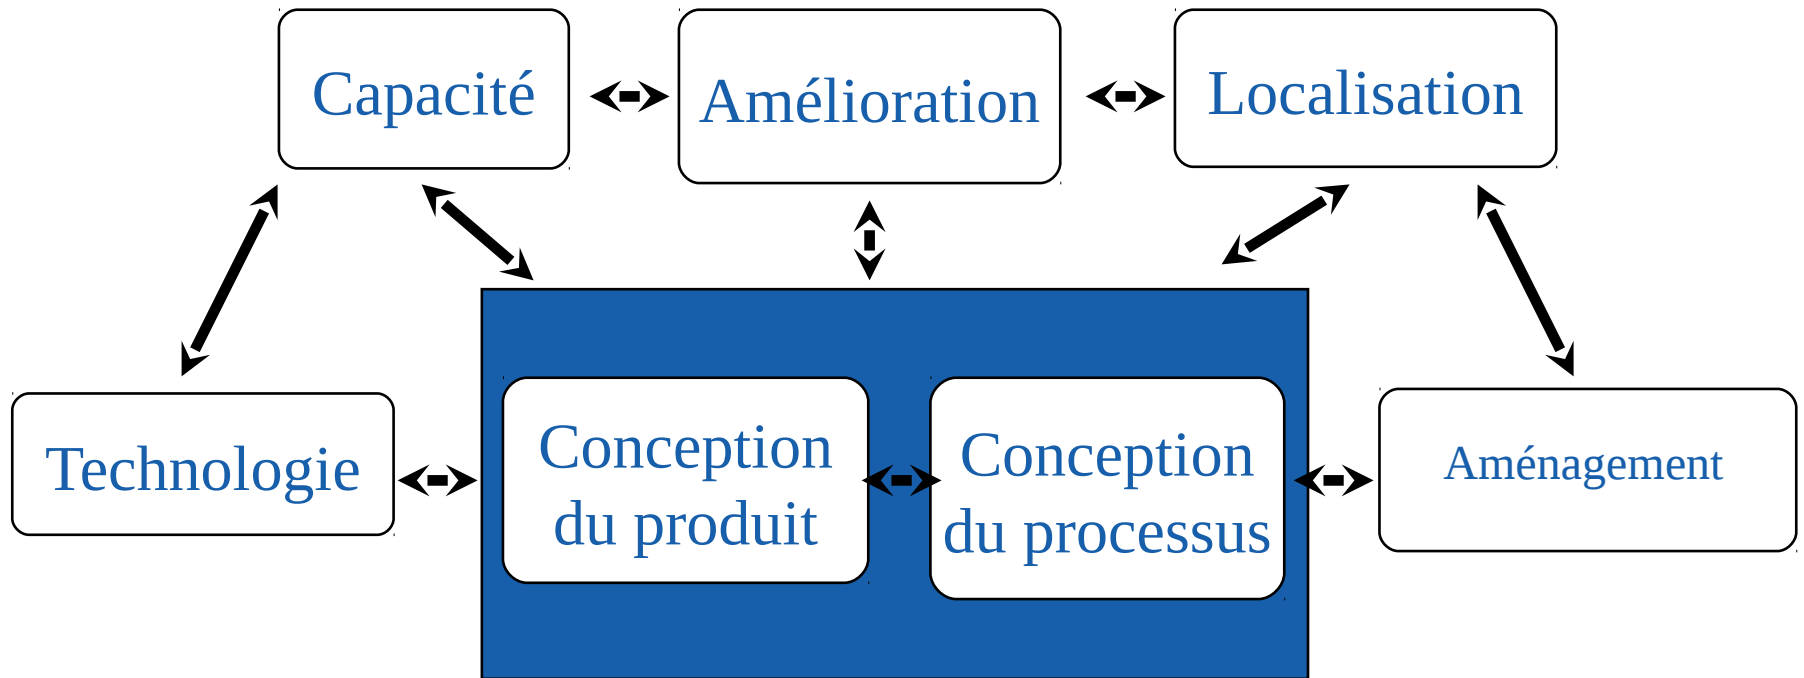 Capacité
Amélioration
Localisation
Technologie
Conception
du produit
Conception
du processus
Aménagement